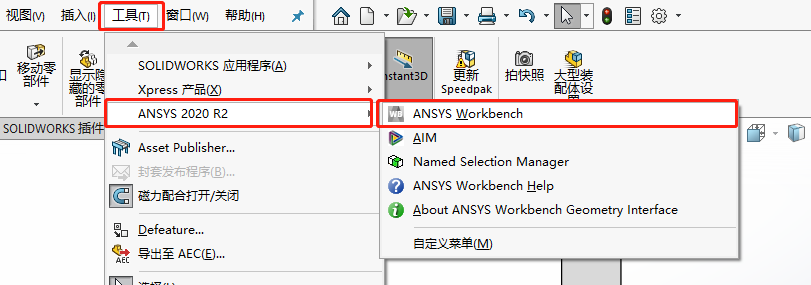 视图(V) 插入(I) 工具(T) 窗口(W) 帮助(H)
移动零部件
显示隐藏的零部件
nstant3D
更新 Speedpak
拍快照
大型装配体设
SOLIDWORKS 插件
SOLIDWORKS 应用程序(A)
Xpress 产品(X)
ANSYS 2020 R2
Asset Publisher...
封套发布程序(B)...
磁力配合打开/关闭
Defeature...
导出至 AEC(E)...
ANSYS Workbench
AIM
Named Selection Manager
ANSYS Workbench Help
About ANSYS Workbench Geometry Interface
自定义菜单(M)